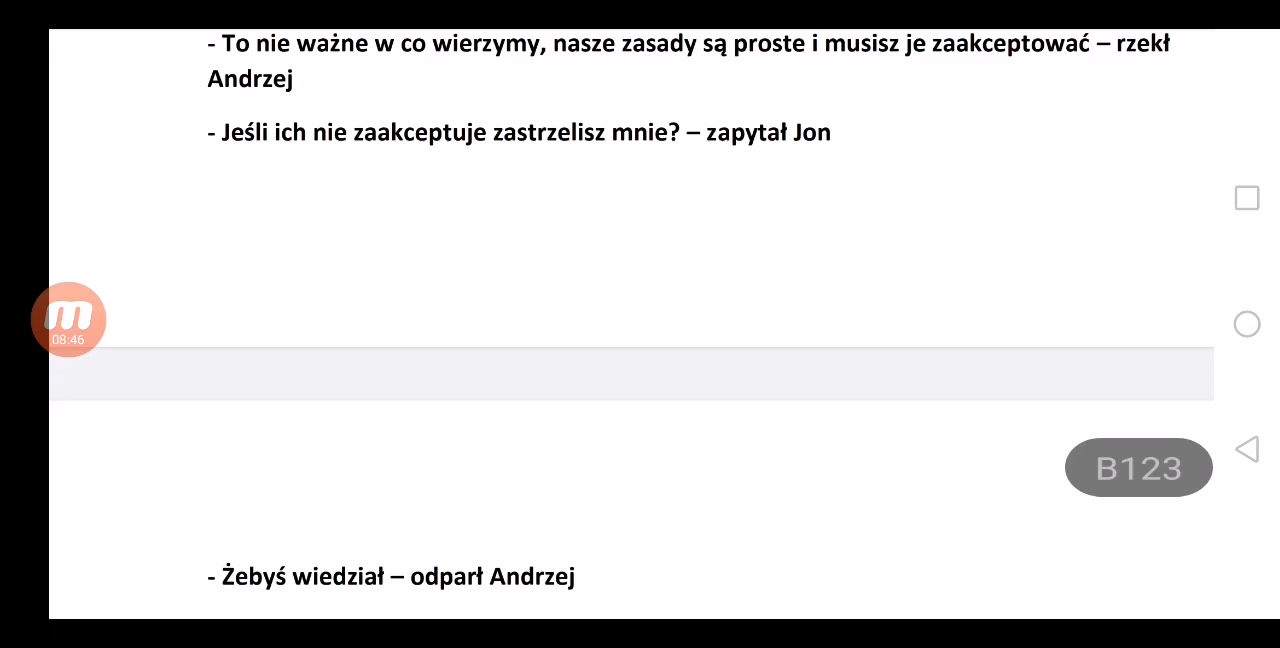 - To nie ważne w co wierzymy, nasze zasady są proste i musisz je zaakceptować – rzekł
Andrzej
- Jeśli ich nie zaakceptuje zastrzelisz mnie? – zapytał Jon
m
08:46
B123
- Żebyś wiedział – odparł Andrzej